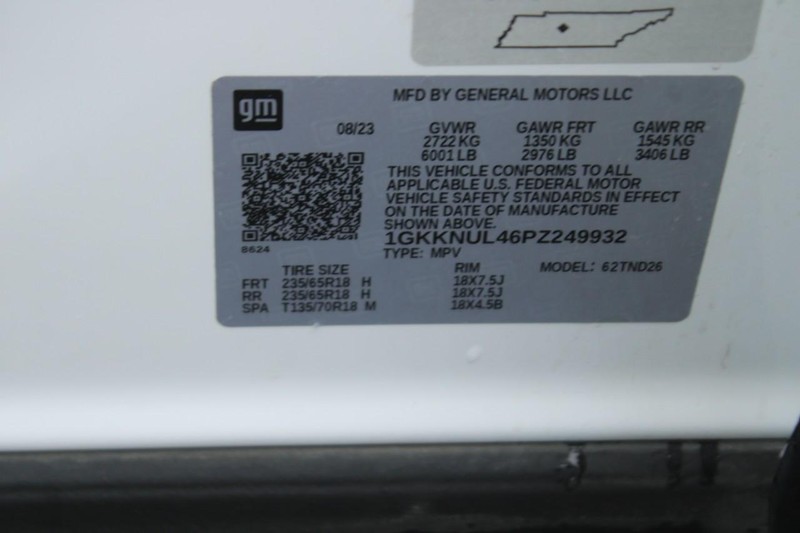 gm
MFD BY GENERAL MOTORS LLC
08/23 GVWR GAWR FRT GAWR RR
2722 KG 1350 KG 1545 KG
6001 LB 2976 LB 3406 LB
THIS VEHICLE CONFORMS TO ALL
APPLICABLE U.S. FEDERAL MOTOR
VEHICLE SAFETY STANDARDS IN EFFECT
ON THE DATE OF MANUFACTURE
SHOWN ABOVE.
8624
1GKKNUL46PZ249932
TYPE: MPV MODEL: 62TND26
TIRE SIZE RIM
FRT 235/65R18 H 18X7.5J
RR 235/65R18 H 18X7.5J
SPA T135/70R18 M 18X4.5B